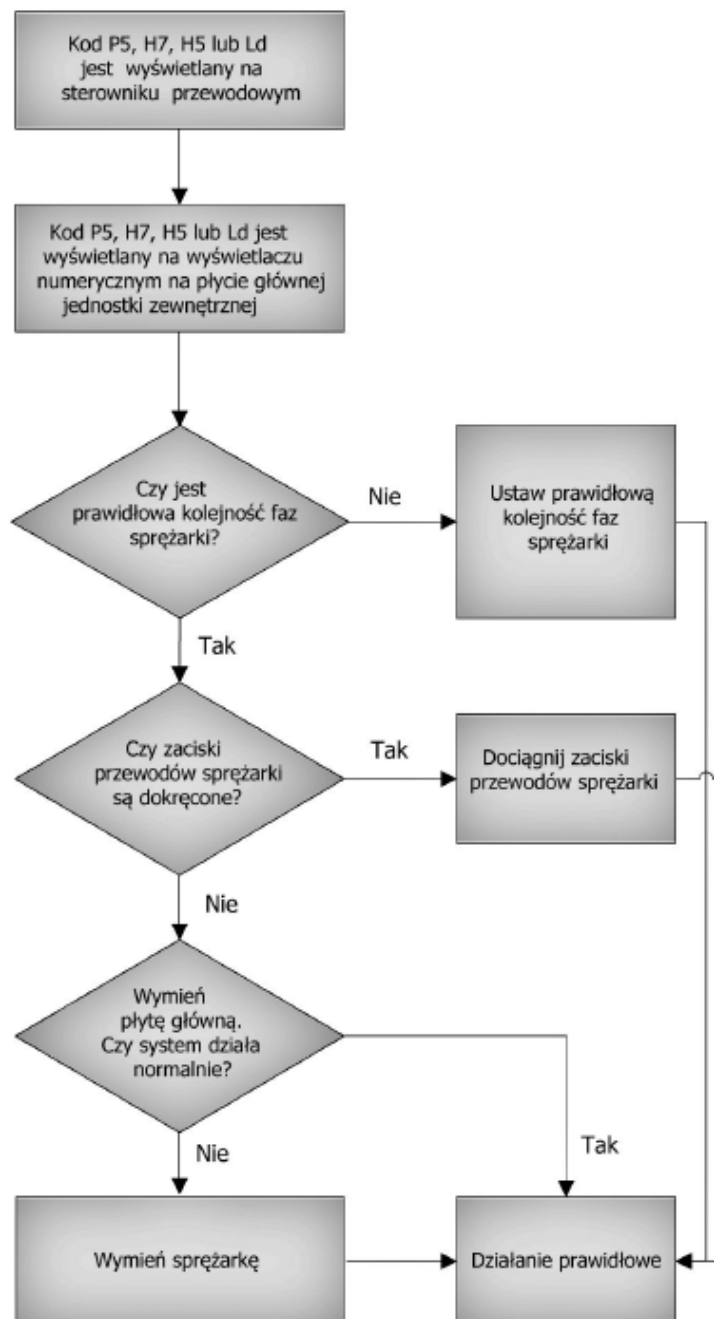 Kod P5, H7, H5 lub Ld
jest wyświetlany na
sterowniku przewodowym
Kod P5, H7, H5 lub Ld jest
wyświetlany na wyświetlaczu
numerycznym na płycie głównej
jednostki zewnętrznej
Czy jest
prawidłowa kolejność faz
sprężarki?
Nie
Ustaw prawidłową
kolejność faz
sprężarki
Tak
Czy zaciski
przewodów sprężarki
są dokręcone?
Tak
Dociągnij zaciski
przewodów sprężarki
Nie
Wymień
płytę główną.
Czy system działa
normalnie?
Nie
Tak
Wymień sprężarkę
Działanie prawidłowe